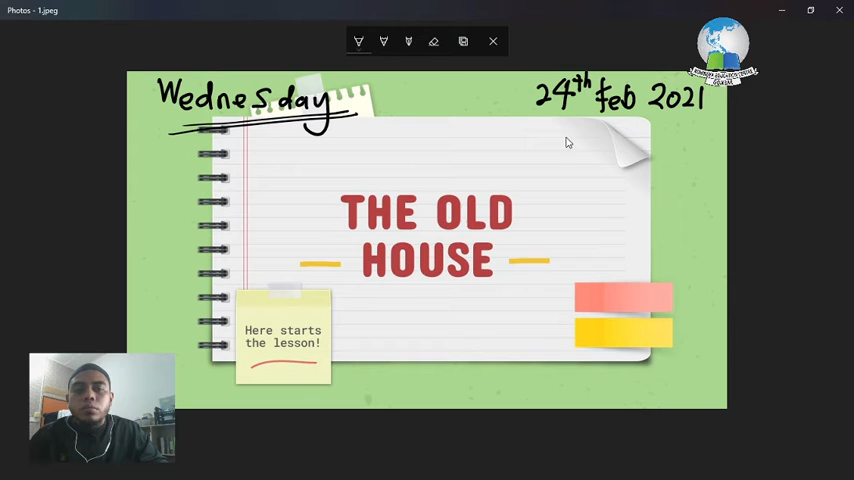 Photos - 1.jpeg
Wednesday
24th Feb 2021
THE OLD
HOUSE
Here starts
the lesson!